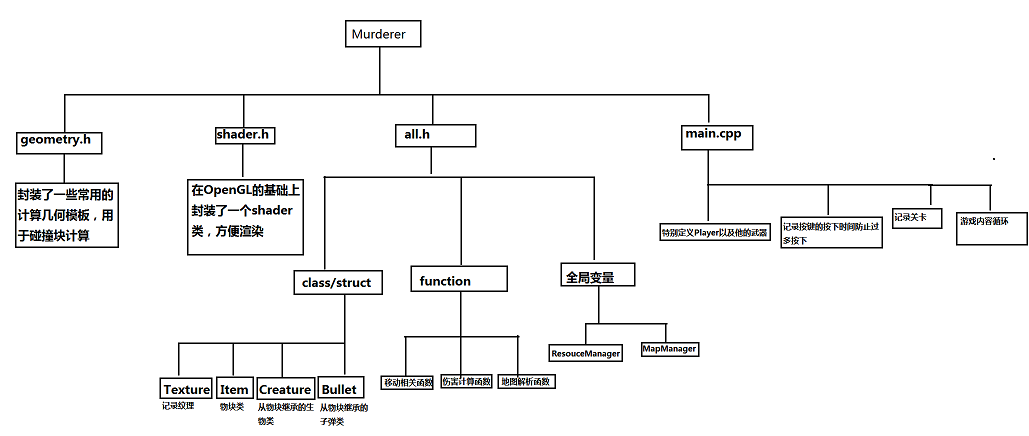 Murderer
geometry.h
shader.h
all.h
main.cpp
封装了一些常用的
计算几何模板，用
于碰撞块计算
在OpenGL的基础上
封装了一个shader
类，方便渲染
特别定义Player以及他的武器
记录按键的按下时间防止过
多按下
记录关卡
游戏内容循环
class/struct
function
全局变量
ResouceManager
MapManager
Texture
记录纹理
Item
物块类
Creature
从物块继承的生
物类
Bullet
从物块继承的
子弹类
移动相关函数
伤害计算函数
地图解析函数